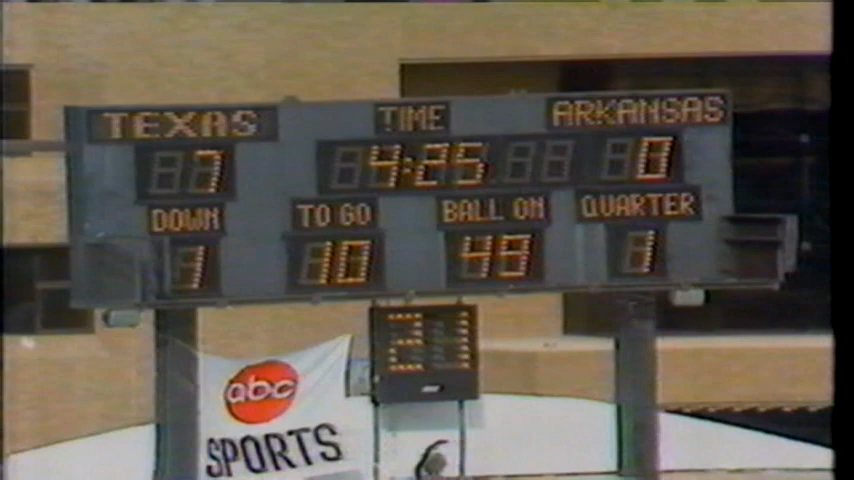 TEXAS TIME ARKANSAS
7 4:25 0
DOWN TO GO BALL ON QUARTER
1 10 49 1
abc
SPORTS